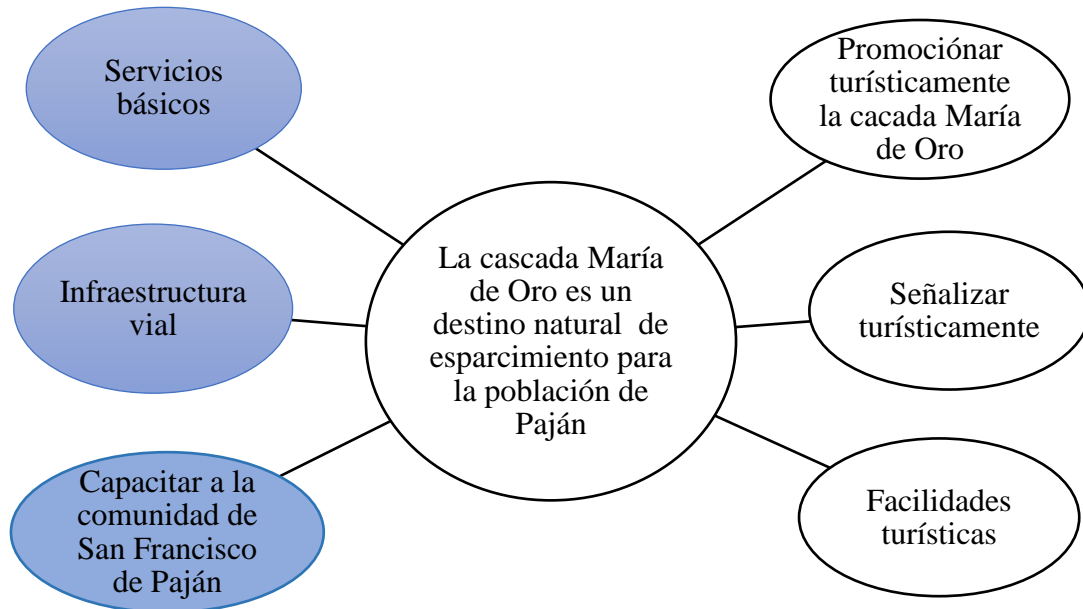 Servicios
básicos
Promociónar
turísticamente
la cacada María
de Oro
La cascada María
de Oro es un
destino natural  de
esparcimiento para
la población de
Paján
Infraestructura
vial
Señalizar
turísticamente
Capacitar a la
comunidad de
San Francisco
de Paján
Facilidades
turísticas